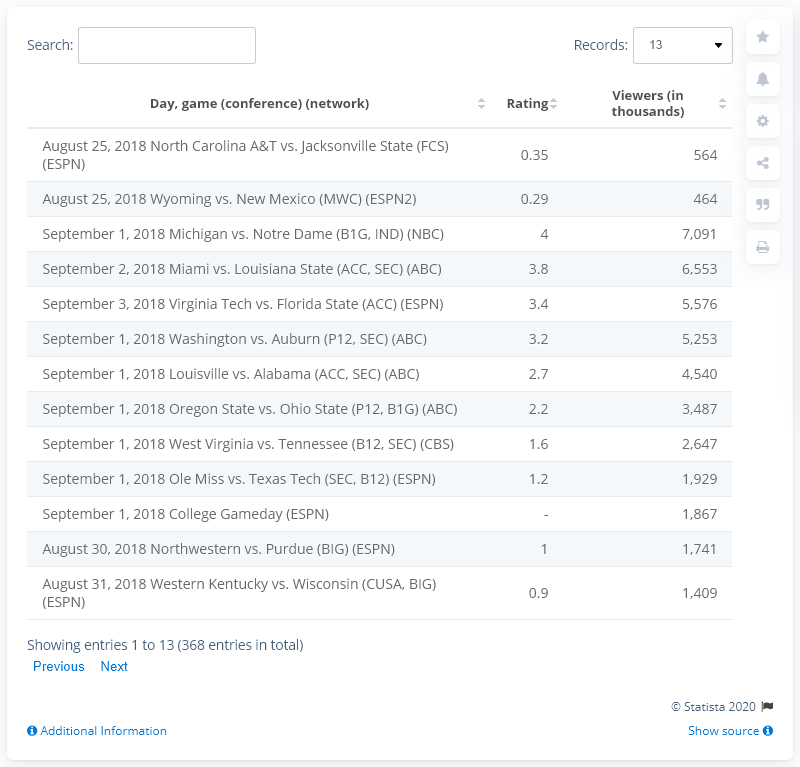 Search:
Records: 13
Day, game (conference) (network) Rating Viewers (in thousands)
August 25, 2018 North Carolina A&T vs. Jacksonville State (FCS)
(ESPN) 0.35 564
August 25, 2018 Wyoming vs. New Mexico (MWC) (ESPN2) 0.29 464
September 1, 2018 Michigan vs. Notre Dame (B1G, IND) (NBC) 4 7,091
September 2, 2018 Miami vs. Louisiana State (ACC, SEC) (ABC) 3.8 6,553
September 3, 2018 Virginia Tech vs. Florida State (ACC) (ESPN) 3.4 5,576
September 1, 2018 Washington vs. Auburn (P12, SEC) (ABC) 3.2 5,253
September 1, 2018 Louisville vs. Alabama (ACC, SEC) (ABC) 2.7 4,540
September 1, 2018 Oregon State vs. Ohio State (P12, B1G) (ABC) 2.2 3,487
September 1, 2018 West Virginia vs. Tennessee (B12, SEC) (CBS) 1.6 2,647
September 1, 2018 Ole Miss vs. Texas Tech (SEC, B12) (ESPN) 1.2 1,929
September 1, 2018 College Gameday (ESPN) - 1,867
August 30, 2018 Northwestern vs. Purdue (BIG) (ESPN) 1 1,741
August 31, 2018 Western Kentucky vs. Wisconsin (CUSA, BIG)
(ESPN) 0.9 1,409
Showing entries 1 to 13 (368 entries in total)
Previous Next
© Statista 2020
Additional Information
Show source